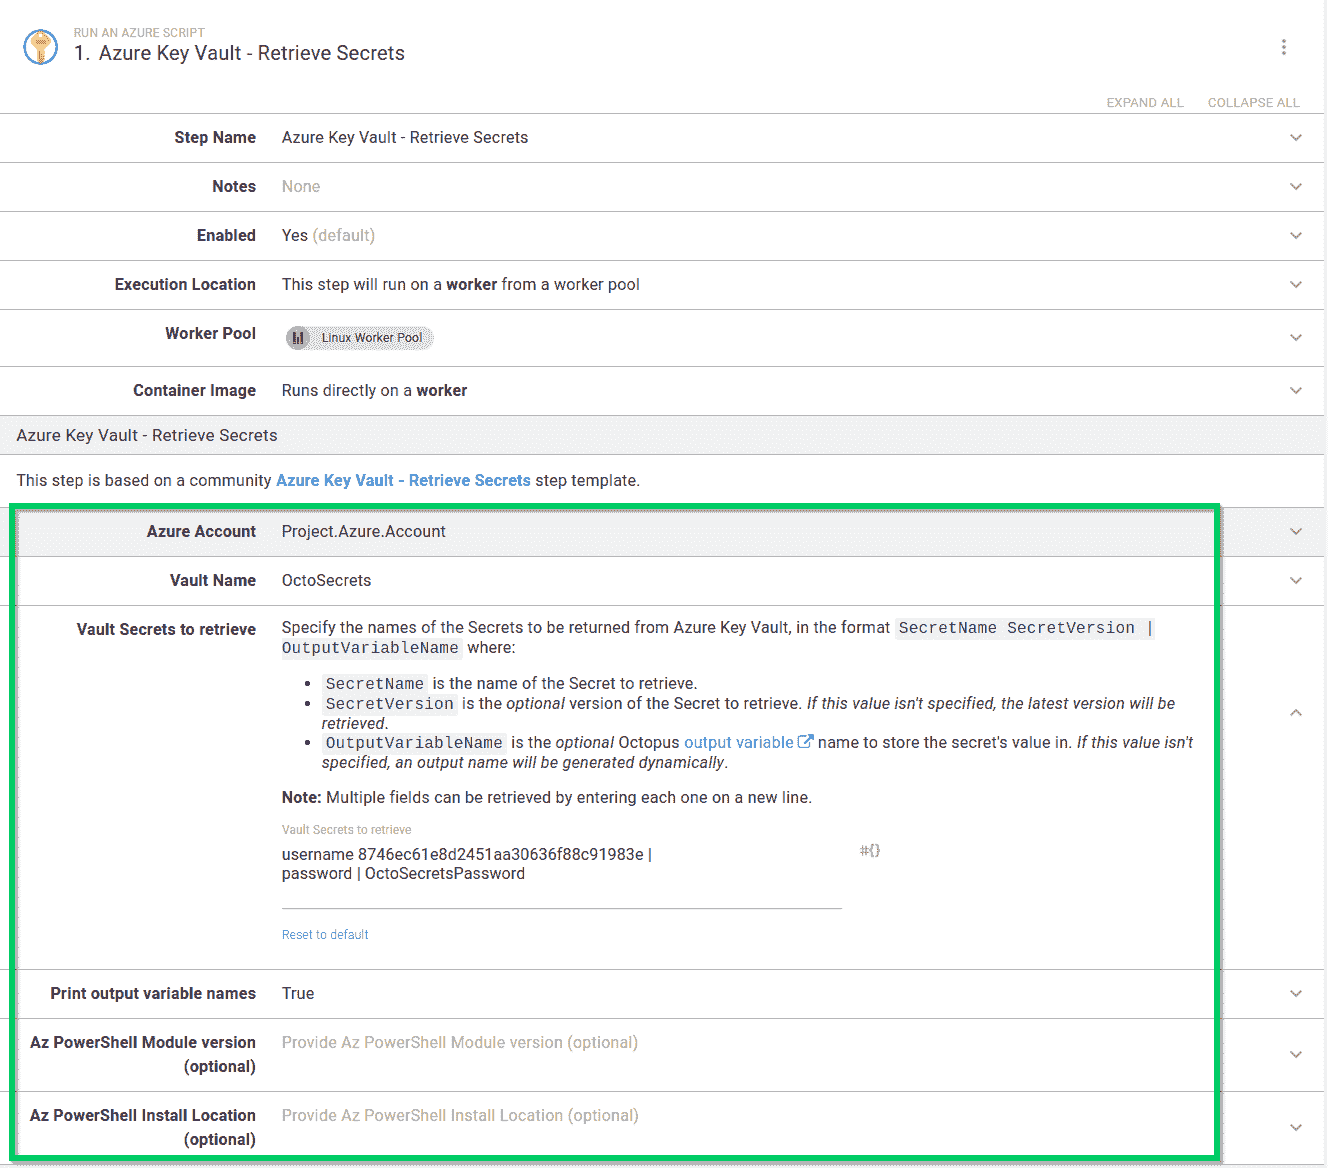 RUN AN AZURE SCRIPT
1. Azure Key Vault - Retrieve Secrets
EXPAND ALL COLLAPSE ALL
Step Name Azure Key Vault - Retrieve Secrets
Notes None
Enabled Yes (default)
Execution Location This step will run on a worker from a worker pool
Worker Pool Linux Worker Pool
Container Image Runs directly on a worker
Azure Key Vault - Retrieve Secrets
This step is based on a community Azure Key Vault - Retrieve Secrets step template.
Azure Account Project.Azure.Account
Vault Name OctoSecrets
Vault Secrets to retrieve Specify the names of the Secrets to be returned from Azure Key Vault, in the format SecretName SecretVersion |
OutputVariableName where:
• SecretName is the name of the Secret to retrieve.
• SecretVersion is the optional version of the Secret to retrieve. If this value isn't specified, the latest version will be
retrieved.
• OutputVariableName is the optional Octopus output variable name to store the secret's value in. If this value isn't
specified, an output name will be generated dynamically.
Note: Multiple fields can be retrieved by entering each one on a new line.
Vault Secrets to retrieve
username 8746ec61e8d2451aa30636f88c91983e |
#{}
password | OctoSecretsPassword
Reset to default
Print output variable names True
Az PowerShell Module version Provide Az PowerShell Module version (optional)
(optional)
Az PowerShell Install Location Provide Az PowerShell Install Location (optional)
(optional)